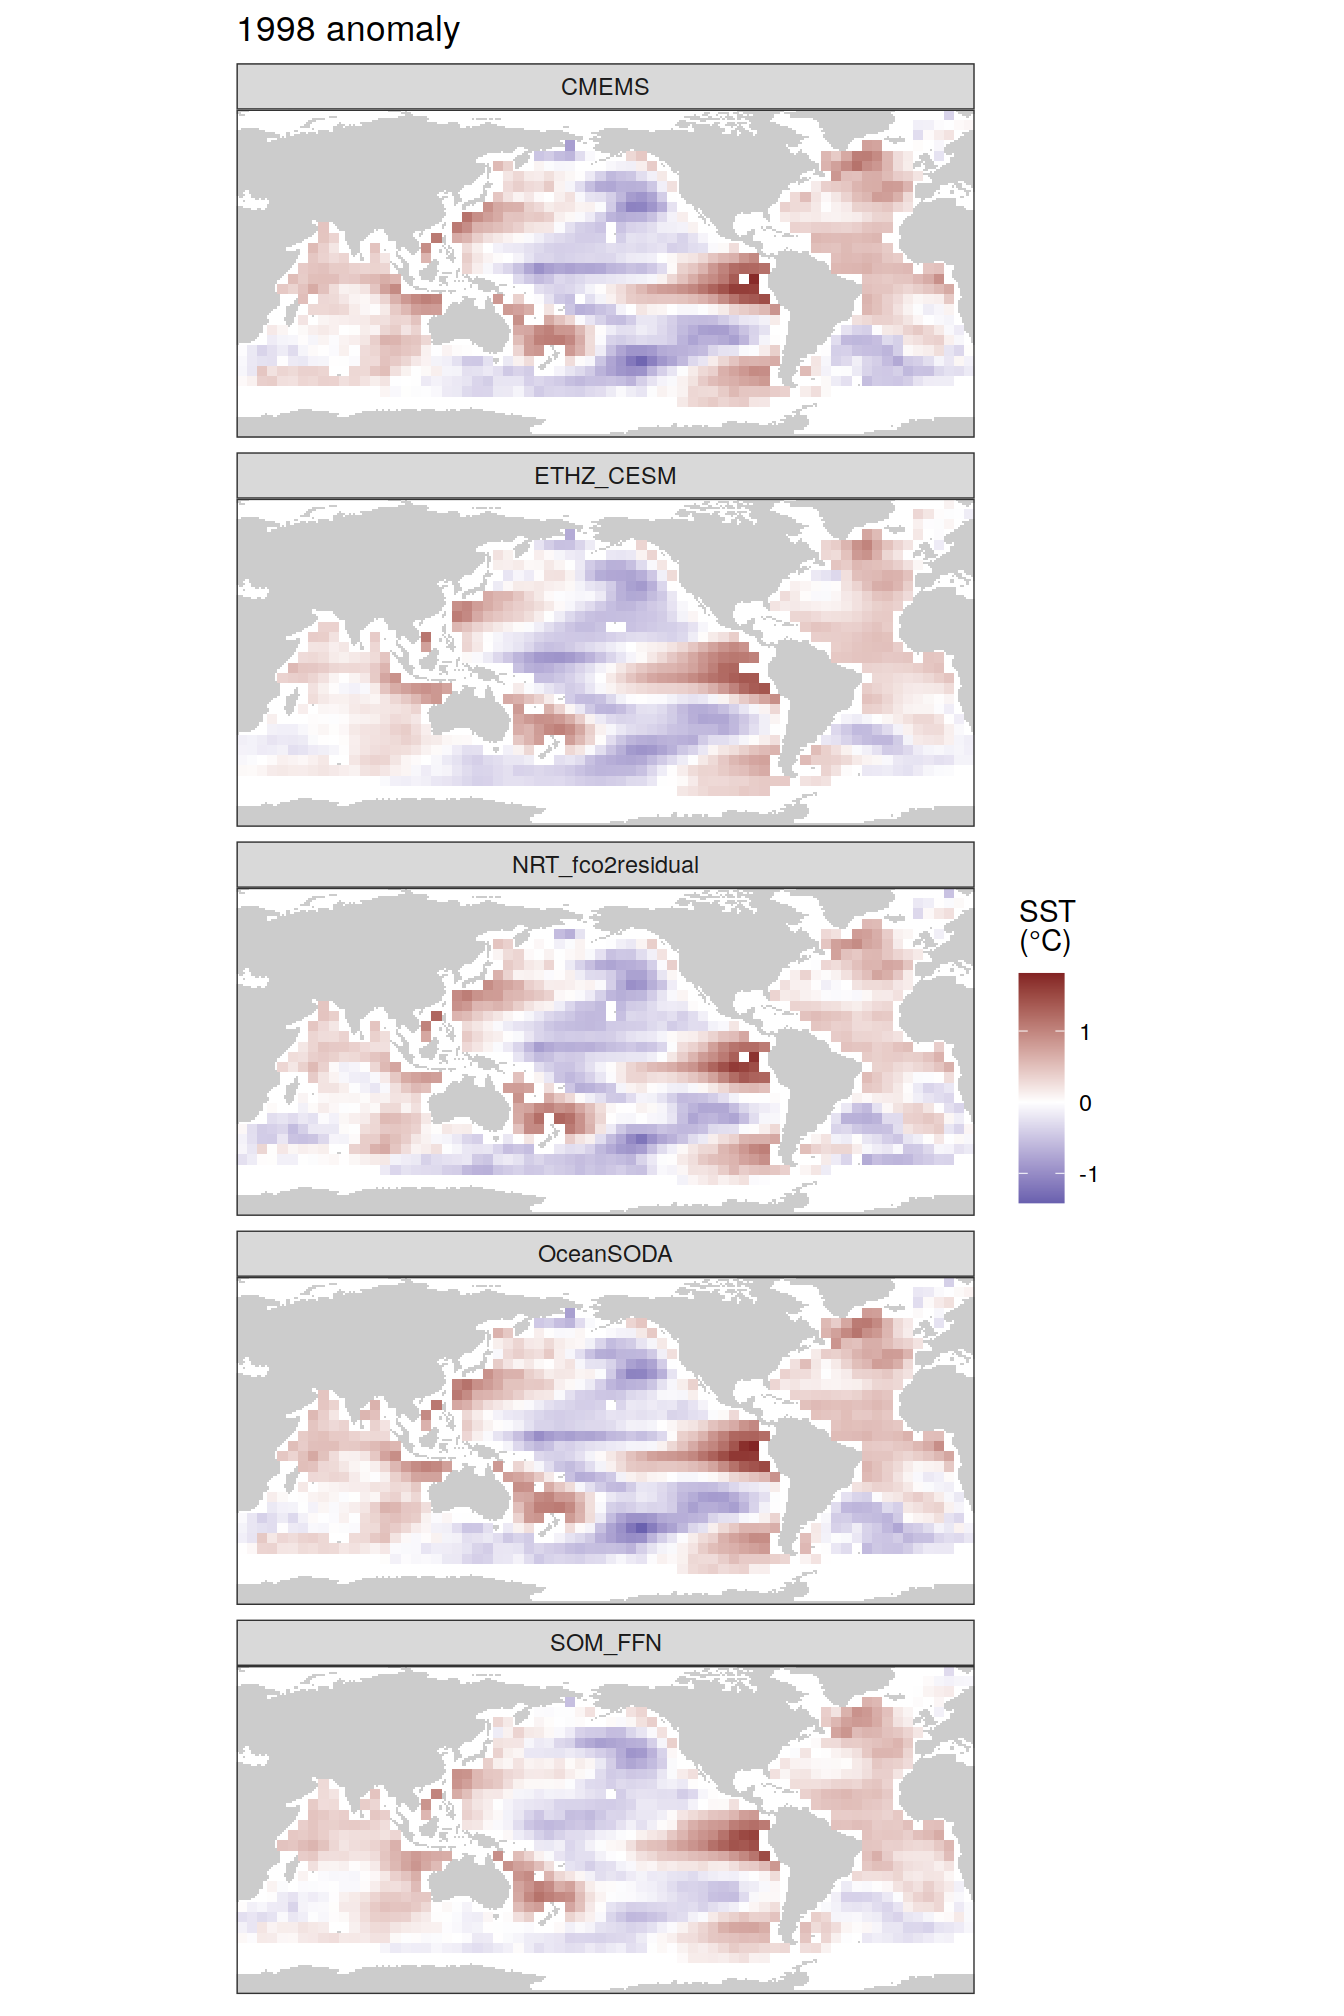 1998 anomaly
CMEMS
ETHZ_CESM
NRT_fco2residual
SST
(°C)
1
0
-1
OceanSODA
SOM_FFN